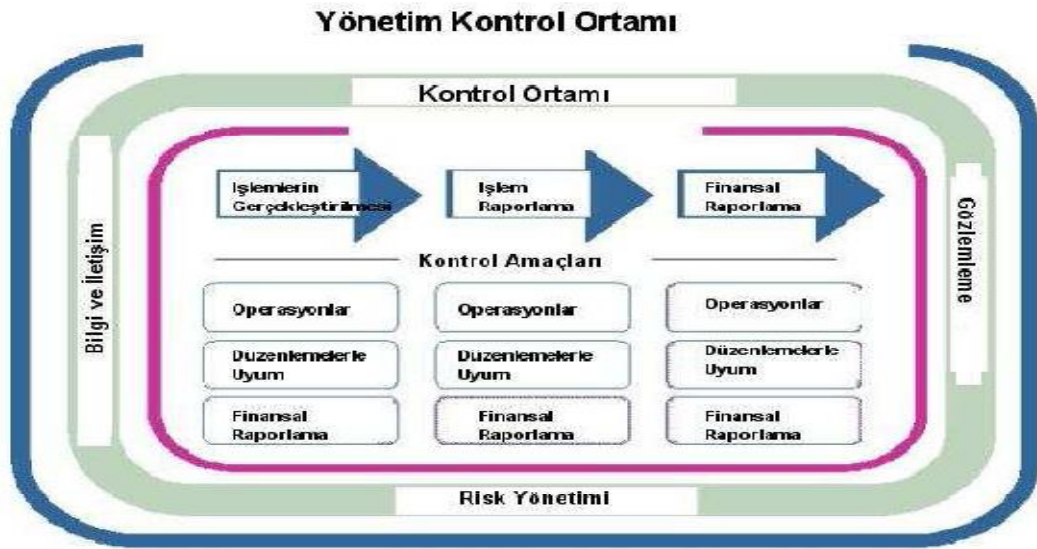 Yönetim Kontrol Ortamı
Kontrol Ortamı
Bilgi ve İletişim
Gözlemleme
İşlemlerin
Gerçekleştirilmesi
İşlem
Raporlama
Finansal
Raporlama
Kontrol Amaçları
Operasyonlar
Operasyonlar
Operasyonlar
Düzenlemelerle
Uyum
Düzenlemelerle
Uyum
Düzenlemelerle
Uyum
Finansal
Raporlama
Finansal
Raporlama
Finansal
Raporlama
Risk Yönetimi